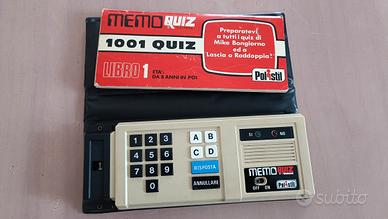 MEMO QUIZ
1001 QUIZ
LIBRO 1
ETA'
DA 8 ANNI IN POI
Preparatevi
a tutti i quiz di
Mike Bongiorno
ed a
Lascia o Raddoppia?
Polistil
1 2 3
4 5 6
7 8 9
0
A B
C D
RISPOSTA
ANNULLARE
SI NO
MEMO QUIZ
OFF ON
Polistil
subito